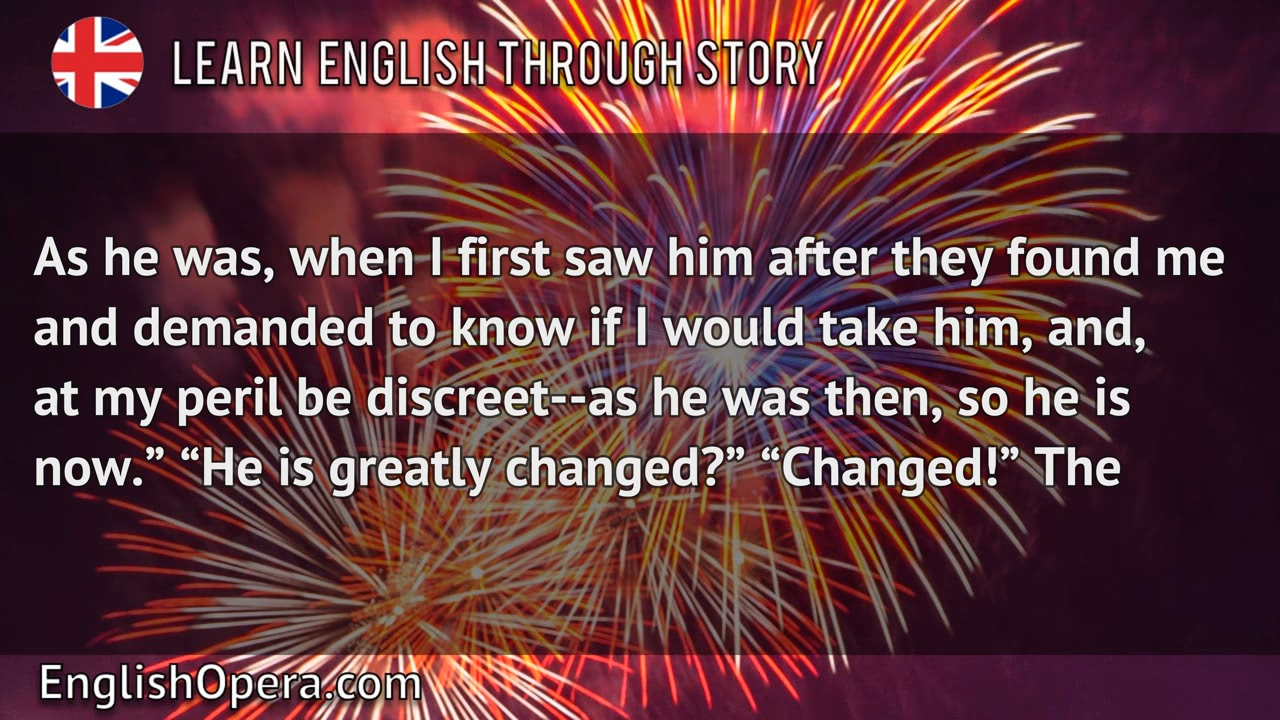 LEARN ENGLISH THROUGH STORY
As he was, when I first saw him after they found me
and demanded to know if I would take him, and,
at my peril be discreet--as he was then, so he is
now.” “He is greatly changed?” “Changed!” The
EnglishOpera.com